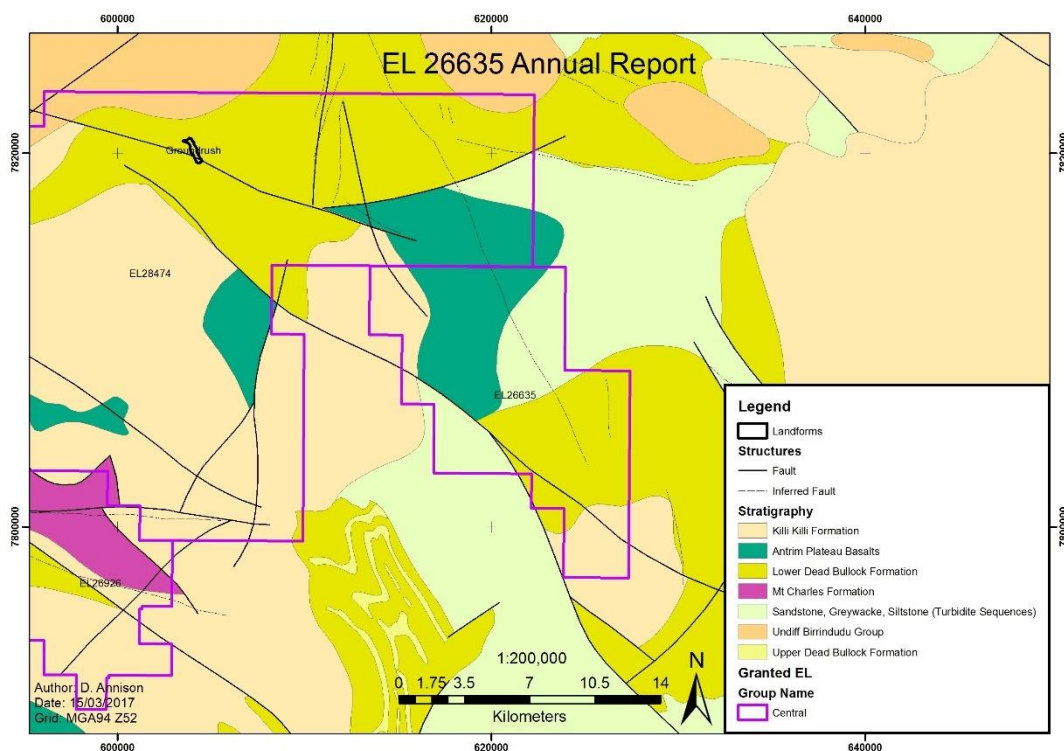 600000 620000 640000
EL 26635 Annual Report
7820000 7820000
Groundrush
EL28474
EL26635
7800000 7800000
EL26926
Legend
Landforms
Structures
Fault
Inferred Fault
Stratigraphy
Killi Killi Formation
Antrim Plateau Basalts
Lower Dead Bullock Formation
Mt Charles Formation
Sandstone, Greywacke, Siltstone (Turbidite Sequences)
Undiff Birrindudu Group
Upper Dead Bullock Formation
Granted EL
Group Name
Central
1:200,000
N
0 1.75 3.5 7 10.5 14
Kilometers
Author: D. Annison
Date: 15/03/2017
Grid: MGA94 Z52
600000 620000 640000